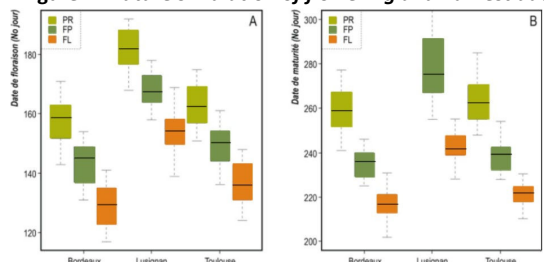 A
PR
FP
FL
Date de floraison (No jour)
180
160
140
120
Bordeaux
Lusignan
Toulouse
B
PR
FP
FL
Date de maturité (No jour)
300
280
260
240
220
200
Bordeaux
Lusignan
Toulouse